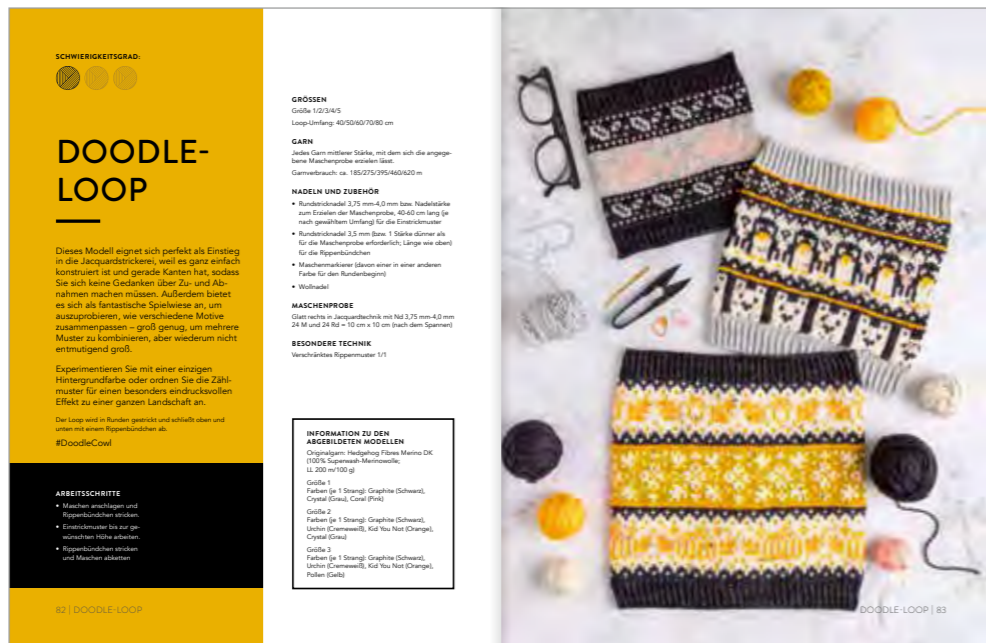 SCHWIERIGKEITSGRAD:
DOODLE-
LOOP
Dieses Modell eignet sich perfekt als Einstieg
in die Jacquardstrickerei, weil es ganz einfach
konstruiert ist und gerade Kanten hat, sodass
Sie sich keine Gedanken über Zu- und Ab-
nahmen machen müssen. Außerdem bietet
es sich als fantastische Spielwiese an, um
auszuprobieren, wie verschiedene Motive
zusammenpassen – groß genug, um mehrere
Muster zu kombinieren, aber wiederum nicht
entmutigend groß.
Experimentieren Sie mit einer einzigen
Hintergrundfarbe oder ordnen Sie die Zähl-
muster für einen besonders eindrucksvollen
Effekt zu einer ganzen Landschaft an.
Der Loop wird in Runden gestrickt und schließt oben und
unten mit einem Rippenbündchen ab.
#DoodleCowl
ARBEITSSCHRITTE
• Maschen anschlagen und
Rippenbündchen stricken.
• Einstrickmuster bis zur ge-
wünschten Höhe arbeiten.
• Rippenbündchen stricken
und Maschen abketten
82 | DOODLE-LOOP
GRÖSSEN
Größe 1/2/3/4/5
Loop-Umfang: 40/50/60/70/80 cm
GARN
Jedes Garn mittlerer Stärke, mit dem sich die angege-
bene Maschenprobe erzielen lässt.
Garnverbrauch: ca. 185/275/395/460/620 m
NADELN UND ZUBEHÖR
• Rundstricknadel 3,75 mm-4,0 mm bzw. Nadelstärke
zum Erzielen der Maschenprobe, 40-60 cm lang (je
nach gewähltem Umfang) für die Einstrickmuster
• Rundstricknadel 3,5 mm (bzw. 1 Stärke dünner als
für die Maschenprobe erforderlich; Länge wie oben)
für die Rippenbündchen
• Maschenmarkierer (davon einer in einer anderen
Farbe für den Rundenbeginn)
• Wollnadel
MASCHENPROBE
Glatt rechts in Jacquardtechnik mit Nd 3,75 mm-4,0 mm
24 M und 24 Rd = 10 cm x 10 cm (nach dem Spannen)
BESONDERE TECHNIK
Verschränktes Rippenmuster 1/1
INFORMATION ZU DEN
ABGEBILDETEN MODELLEN
Originalgarn: Hedgehog Fibres Merino DK
(100% Superwash-Merinowolle;
LL 200 m/100 g)
Größe 1
Farben (je 1 Strang): Graphite (Schwarz),
Crystal (Grau), Coral (Pink)
Größe 2
Farben (je 1 Strang): Graphite (Schwarz),
Urchin (Cremeweiß), Kid You Not (Orange),
Crystal (Grau)
Größe 3
Farben (je 1 Strang): Graphite (Schwarz),
Urchin (Cremeweiß), Kid You Not (Orange),
Pollen (Gelb)
DOODLE-LOOP | 83